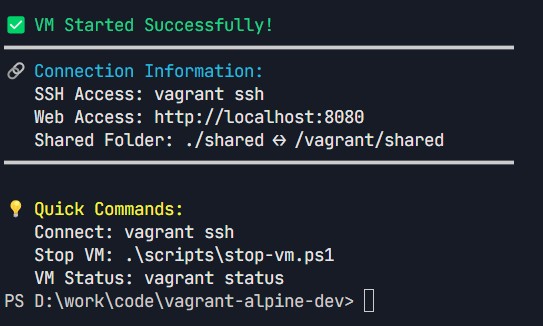 ✅ VM Started Successfully!
🔗 Connection Information:
SSH Access: vagrant ssh
Web Access: http://localhost:8080
Shared Folder: ./shared ↔ /vagrant/shared
💡 Quick Commands:
Connect: vagrant ssh
Stop VM: .\scripts\stop-vm.ps1
VM Status: vagrant status
PS D:\work\code\vagrant-alpine-dev>